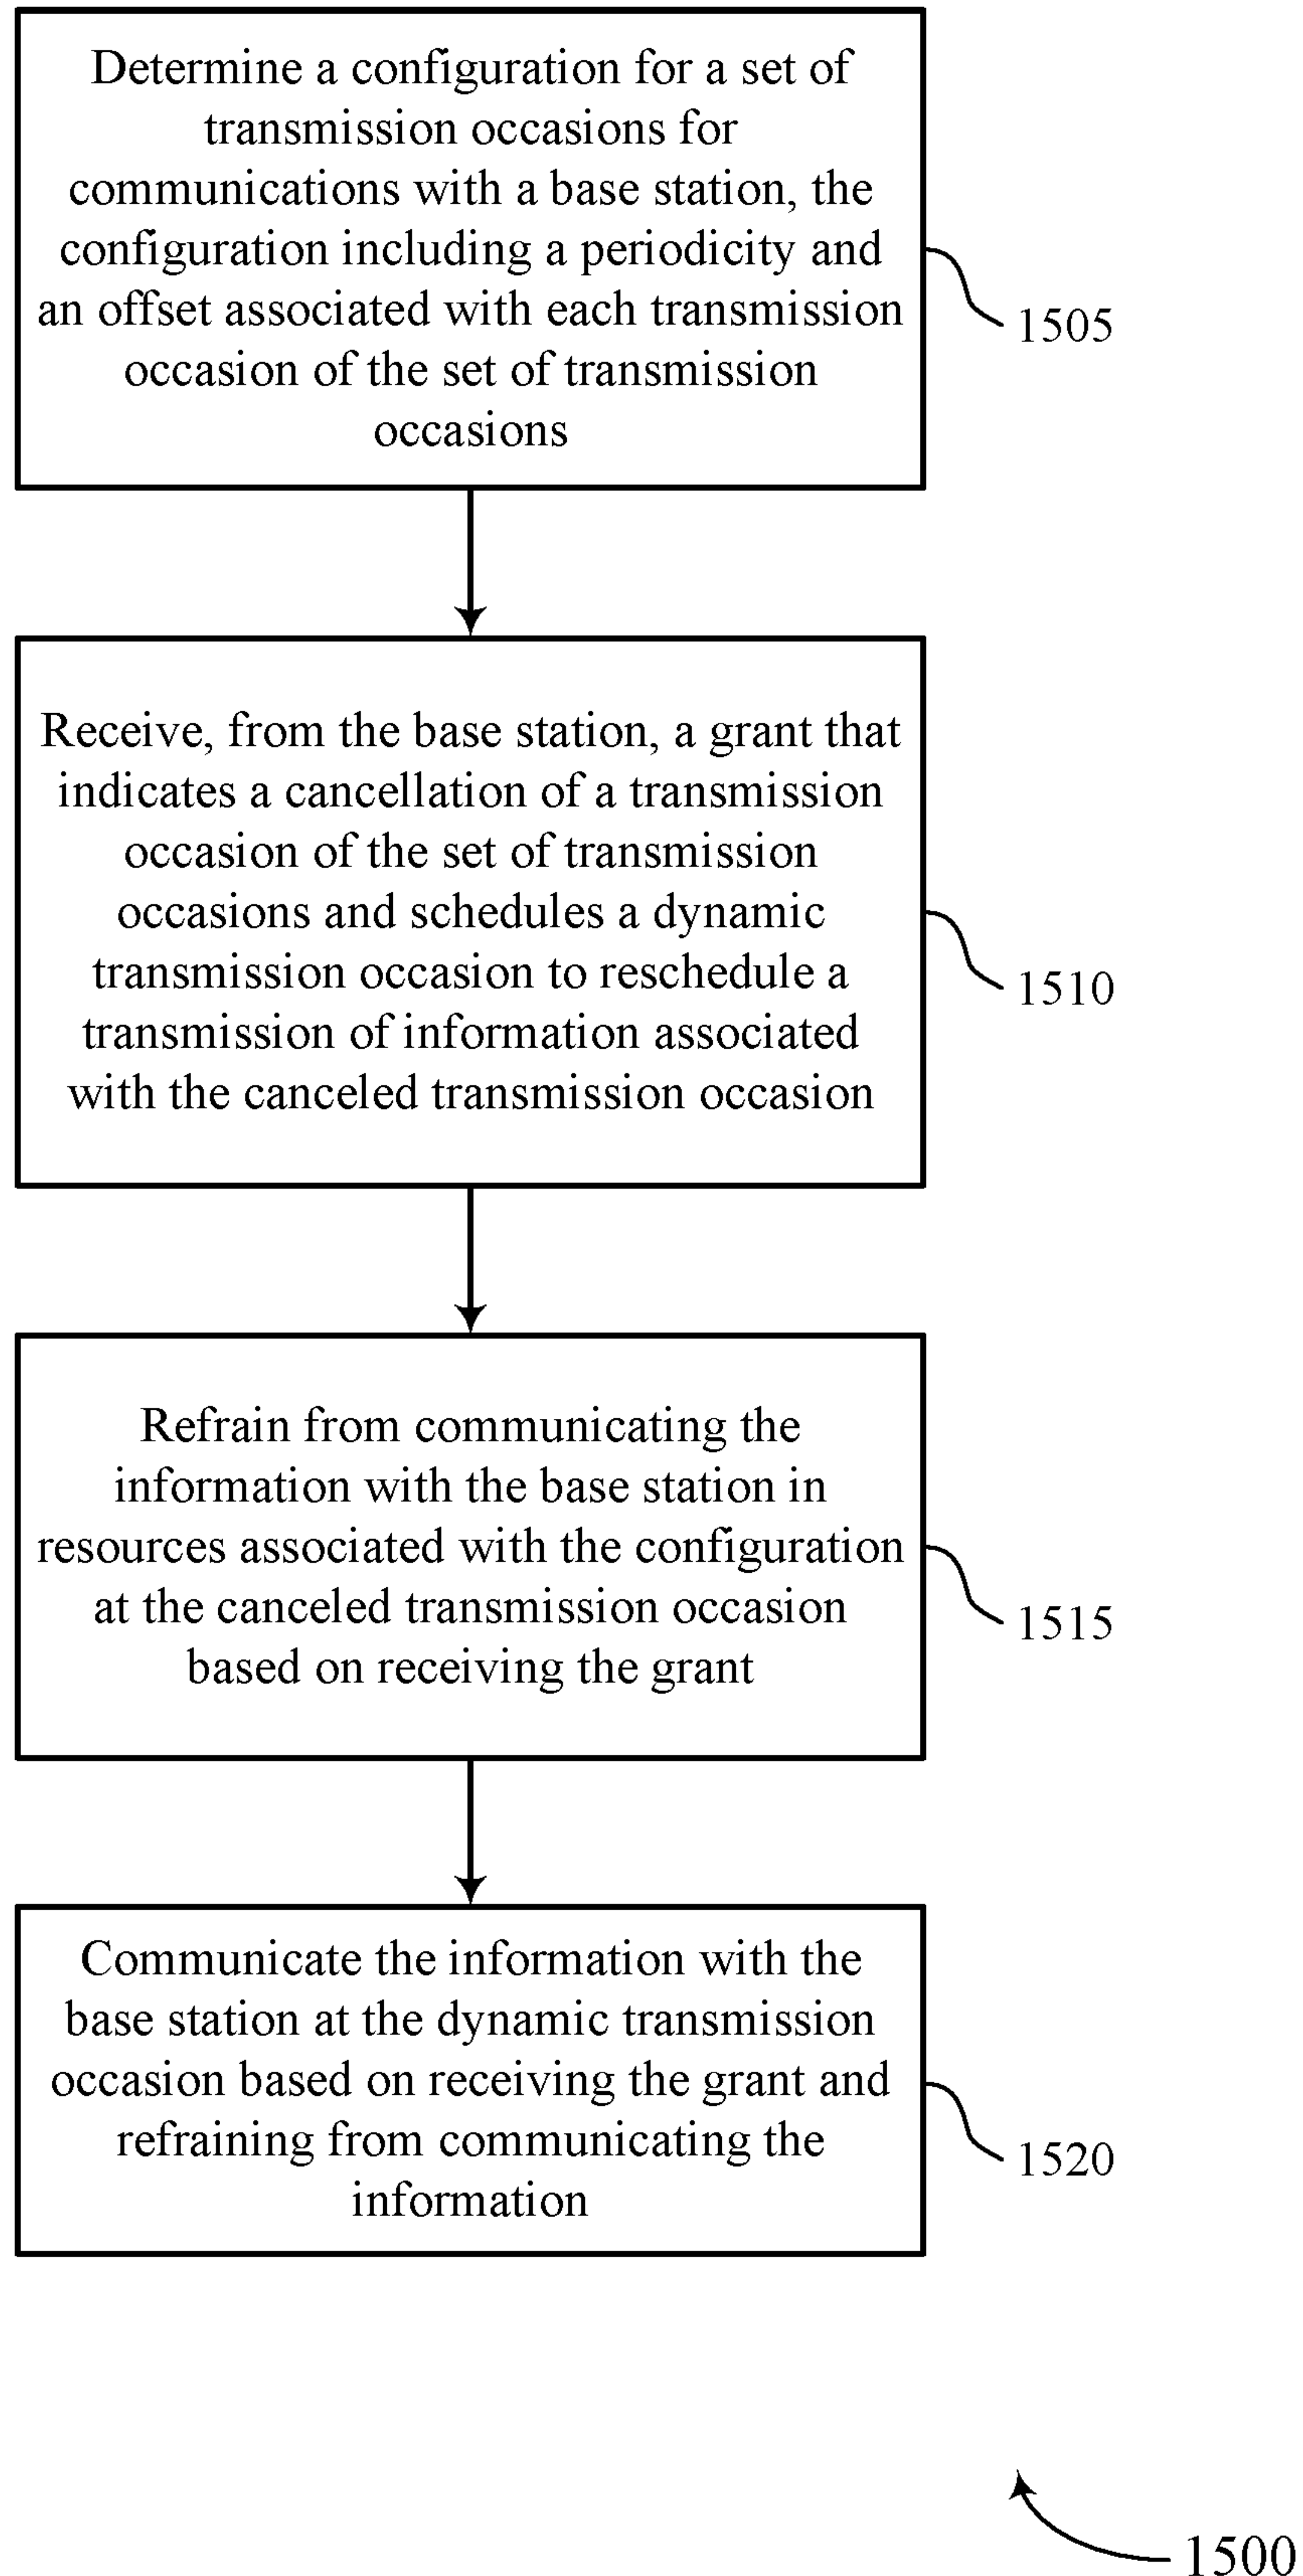 Determine a configuration for a set of
transmission occasions for
communications with a base station, the
configuration including a periodicity and
an offset associated with each transmission
occasion of the set of transmission
occasions
1505
Receive, from the base station, a grant that
indicates a cancellation of a transmission
occasion of the set of transmission
occasions and schedules a dynamic
transmission occasion to reschedule a
transmission of information associated
with the canceled transmission occasion
1510
Refrain from communicating the
information with the base station in
resources associated with the configuration
at the canceled transmission occasion
based on receiving the grant
1515
Communicate the information with the
base station at the dynamic transmission
occasion based on receiving the grant and
refraining from communicating the
information
1520
1500